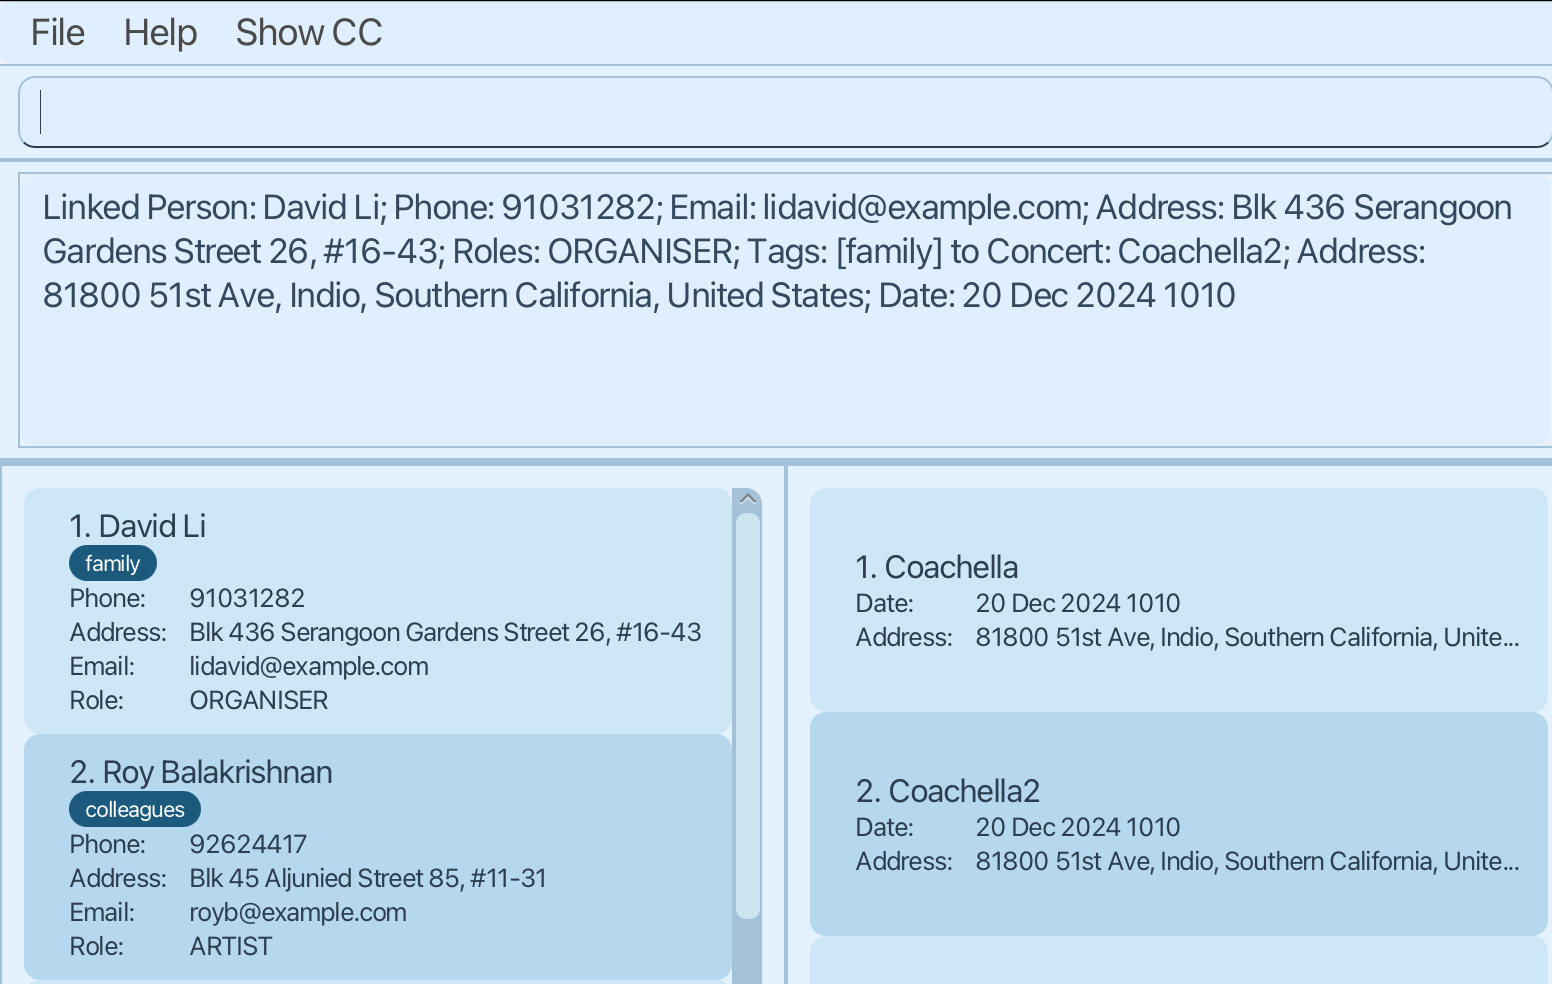 File Help Show CC
Linked Person: David Li; Phone: 91031282; Email: lidavid@example.com; Address: Blk 436 Serangoon
Gardens Street 26, #16-43; Roles: ORGANISER; Tags: [family] to Concert: Coachella2; Address:
81800 51st Ave, Indio, Southern California, United States; Date: 20 Dec 2024 1010
1. David Li
family
Phone: 91031282
Address: Blk 436 Serangoon Gardens Street 26, #16-43
Email: lidavid@example.com
Role: ORGANISER
2. Roy Balakrishnan
colleagues
Phone: 92624417
Address: Blk 45 Aljunied Street 85, #11-31
Email: royb@example.com
Role: ARTIST
1. Coachella
Date: 20 Dec 2024 1010
Address: 81800 51st Ave, Indio, Southern California, Unite...
2. Coachella2
Date: 20 Dec 2024 1010
Address: 81800 51st Ave, Indio, Southern California, Unite...